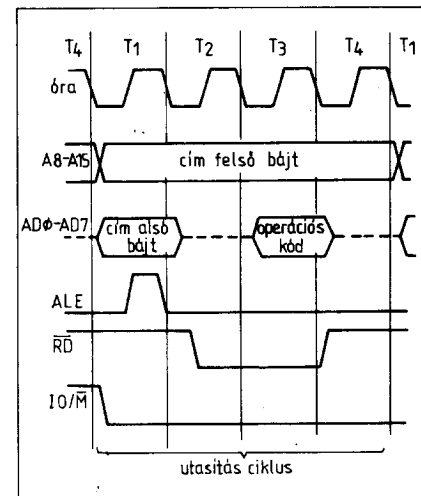 T4 T1 T2 T3 T4 T1
óra
A8-A15 cím felső bájt
ADØ-AD7 cím alsó bájt operációs kód
ALE
R̅D̅
IO/M̅
utasítás ciklus